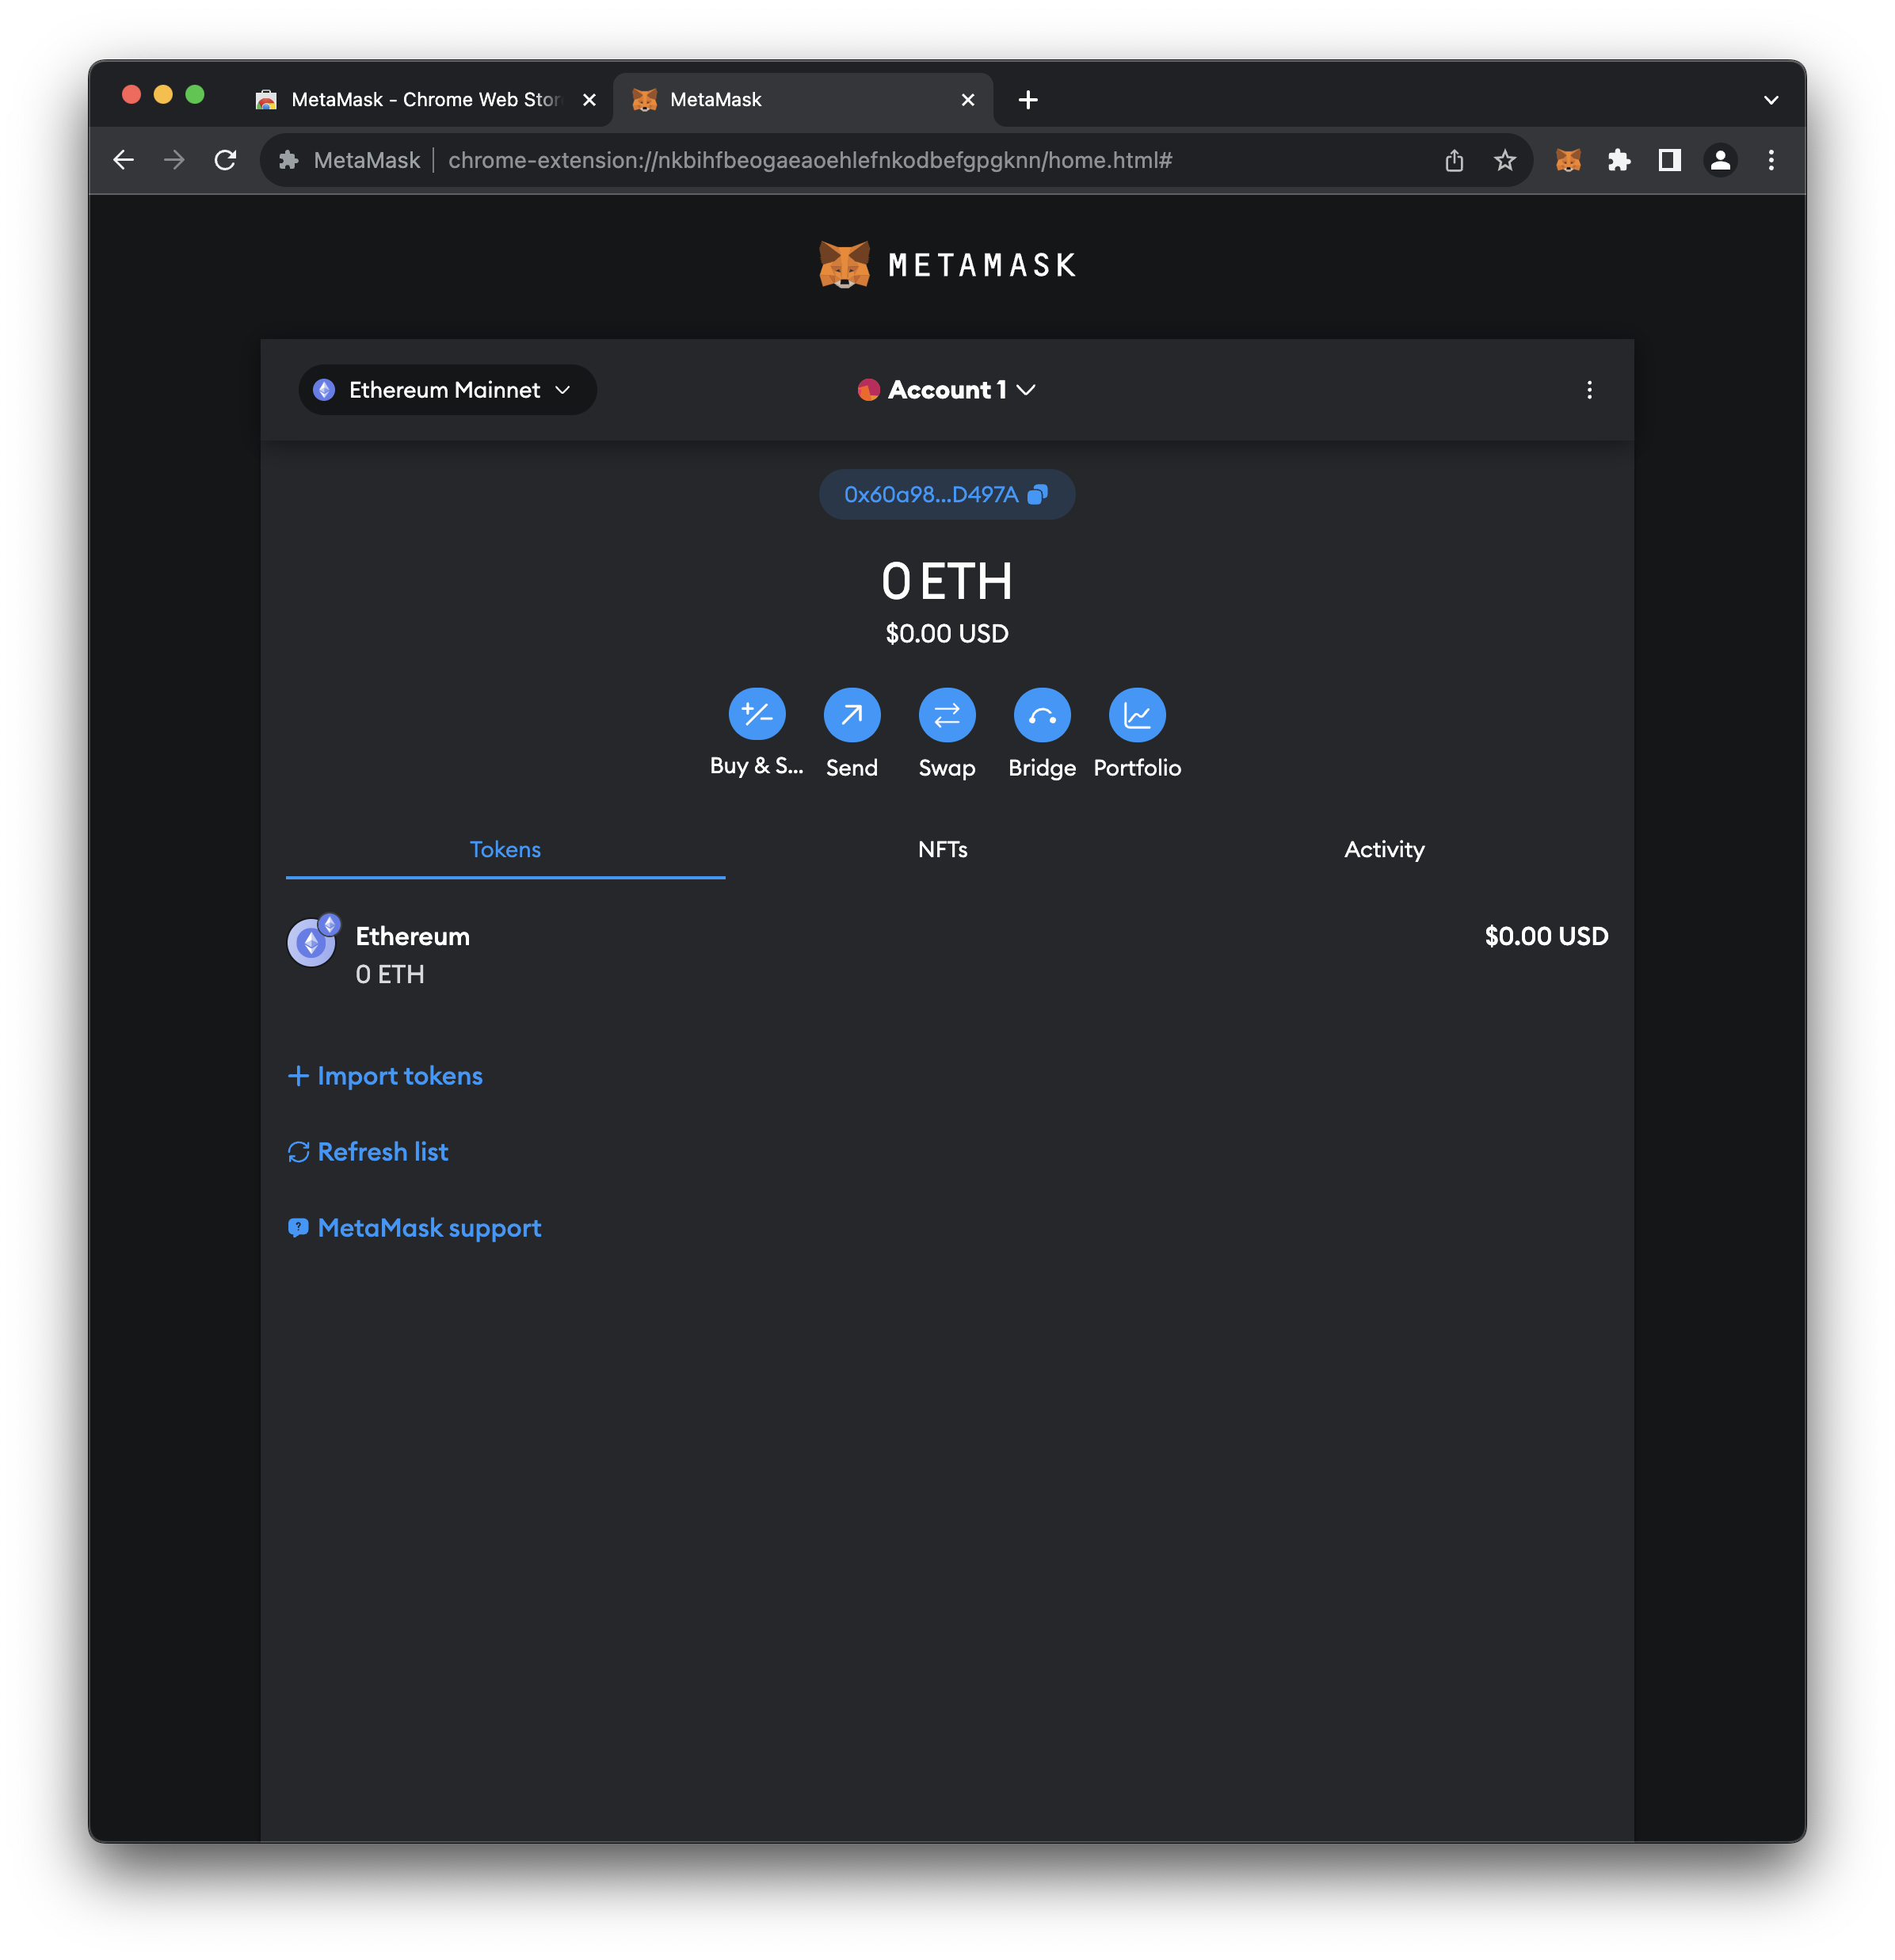 MetaMask - Chrome Web Stor
MetaMask
MetaMask
chrome-extension://nkbihfbeogaeaoehlefnkodbefgpgknn/home.html#
METAMASK
Ethereum Mainnet
Account 1
0x60a98...D497A
0 ETH
$0.00 USD
Buy & S... Send Swap Bridge Portfolio
Tokens NFTs Activity
Ethereum $0.00 USD
0 ETH
Import tokens
Refresh list
MetaMask support